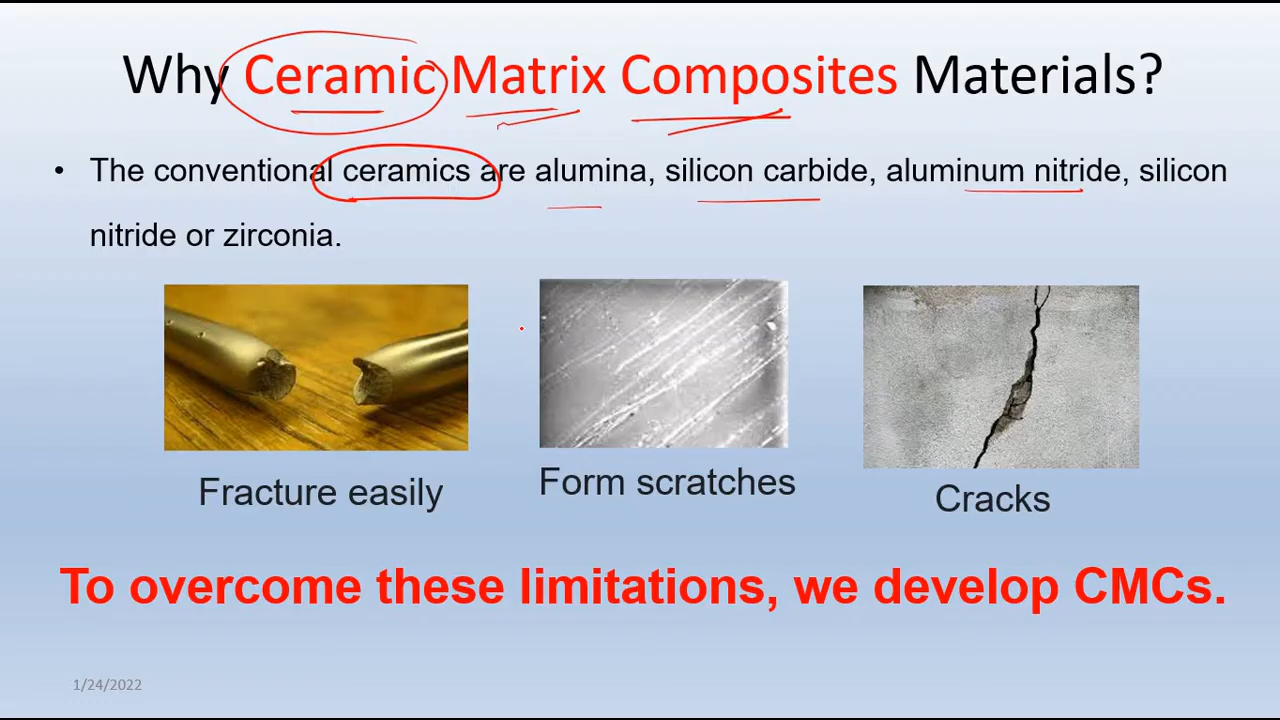 Why Ceramic Matrix Composites Materials?
• The conventional ceramics are alumina, silicon carbide, aluminum nitride, silicon
nitride or zirconia.
Fracture easily
Form scratches
Cracks
To overcome these limitations, we develop CMCs.
1/24/2022